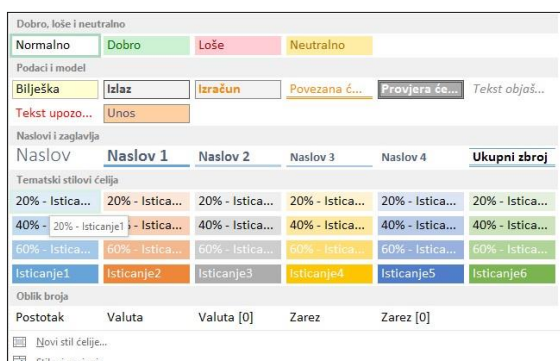 Dobro, loše i neutralno
Normalno Dobro Loše Neutralno
Podaci i model
Bilješka Izlaz Izračun Povezana ć... Provjera će... Tekst objaš...
Tekst upozo... Unos
Naslovi i zaglavlja
Naslov Naslov 1 Naslov 2 Naslov 3 Naslov 4 Ukupni zbroj
Tematski stilovi ćelija
20% - Istica... 20% - Istica... 20% - Istica... 20% - Istica... 20% - Istica... 20% - Istica...
40% - 20% - Isticanje1 - Istica... 40% - Istica... 40% - Istica... 40% - Istica... 40% - Istica...
60% - Istica... 60% - Istica... 60% - Istica... 60% - Istica... 60% - Istica... 60% - Istica...
Isticanje1 Isticanje2 Isticanje3 Isticanje4 Isticanje5 Isticanje6
Oblik broja
Postotak Valuta Valuta [0] Zarez Zarez [0]
Novi stil ćelije...